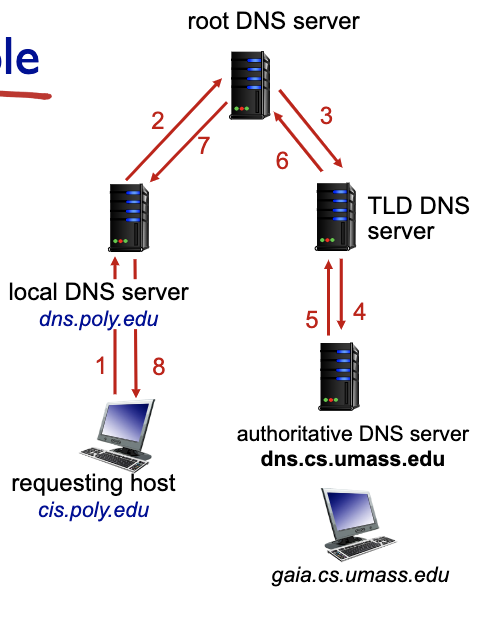 root DNS server
ple
2
3
7
6
TLD DNS
server
local DNS server
dns.poly.edu
5
4
1
8
authoritative DNS server
dns.cs.umass.edu
requesting host
cis.poly.edu
gaia.cs.umass.edu